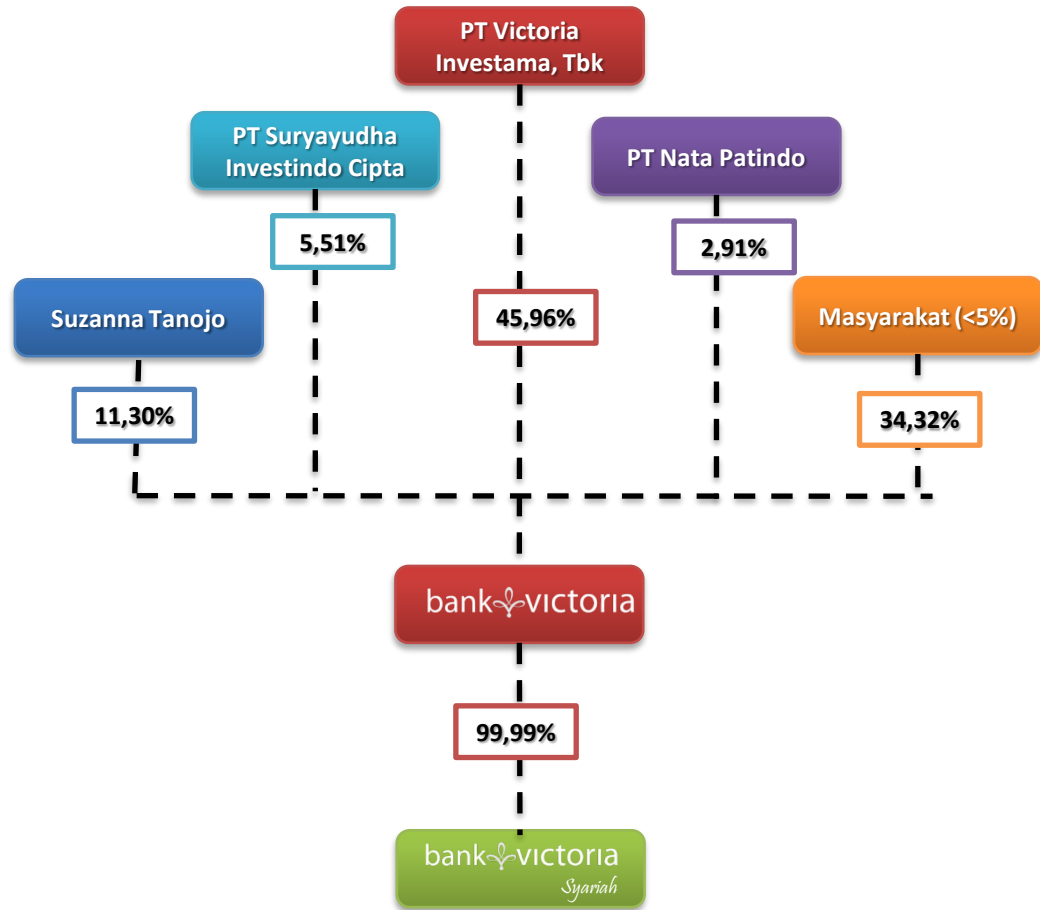 PT Victoria
Investama, Tbk
PT Suryayudha
Investindo Cipta
PT Nata Patindo
5,51%
2,91%
Suzanna Tanojo
45,96%
Masyarakat (<5%)
11,30%
34,32%
bank victoria
99,99%
bank victoria
Syariah